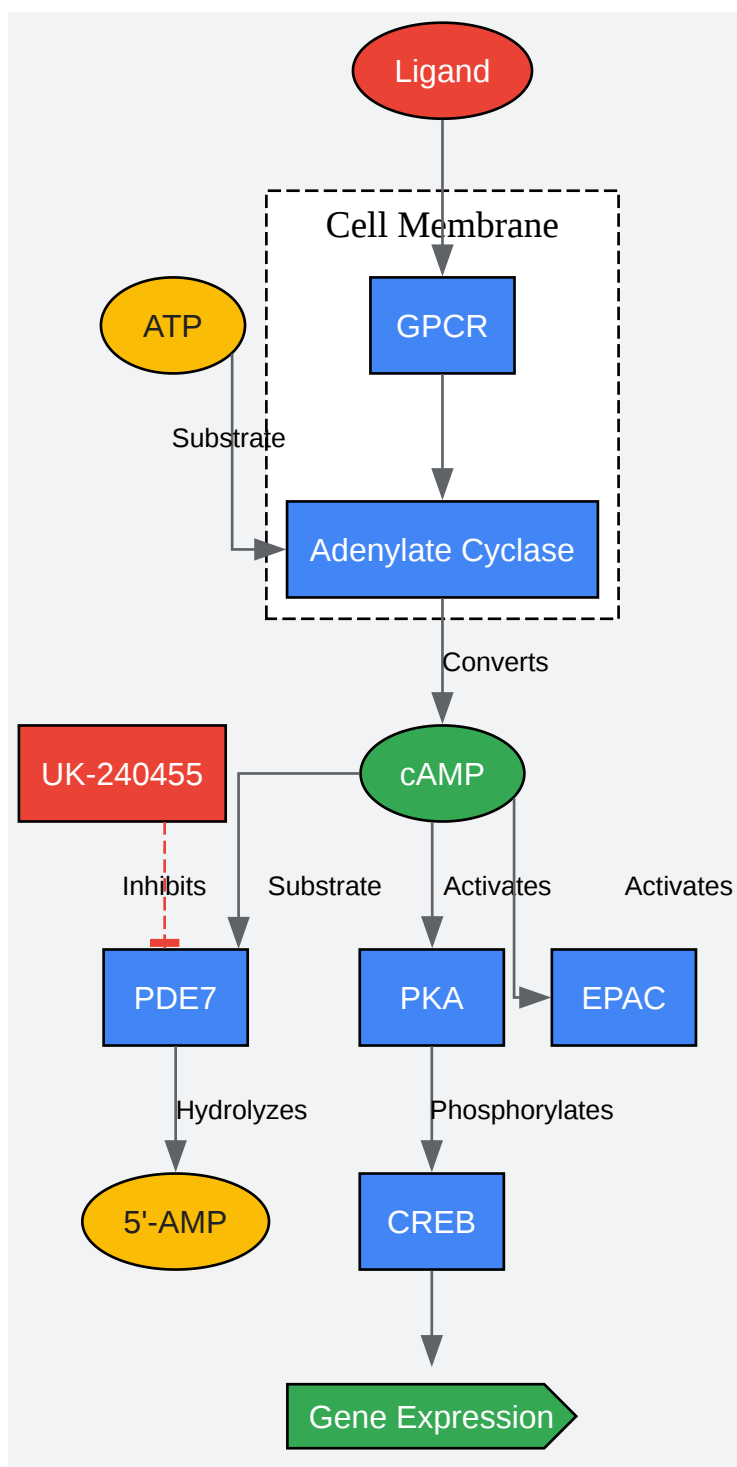 Ligand
Cell Membrane
GPCR
ATP
Substrate
Adenylate Cyclase
Converts
UK-240455
cAMP
Inhibits
Substrate
Activates
Activates
PDE7
PKA
EPAC
Hydrolyzes
Phosphorylates
5'-AMP
CREB
Gene Expression